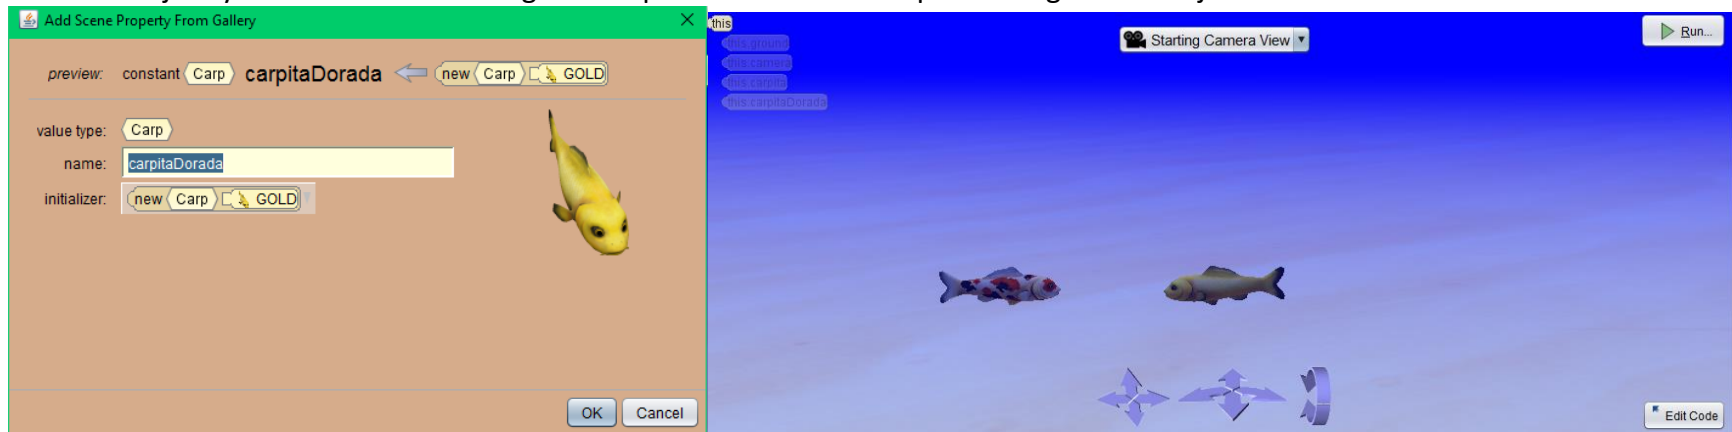 Add Scene Property From Gallery
preview: constant Carp carpitaDorada new Carp GOLD
value type: Carp
name: carpitaDorada
initializer: new Carp GOLD
OK Cancel
this
this.ground
this.camera
this.carpita
this.carpitaDorada
Starting Camera View
Run...
Edit Code